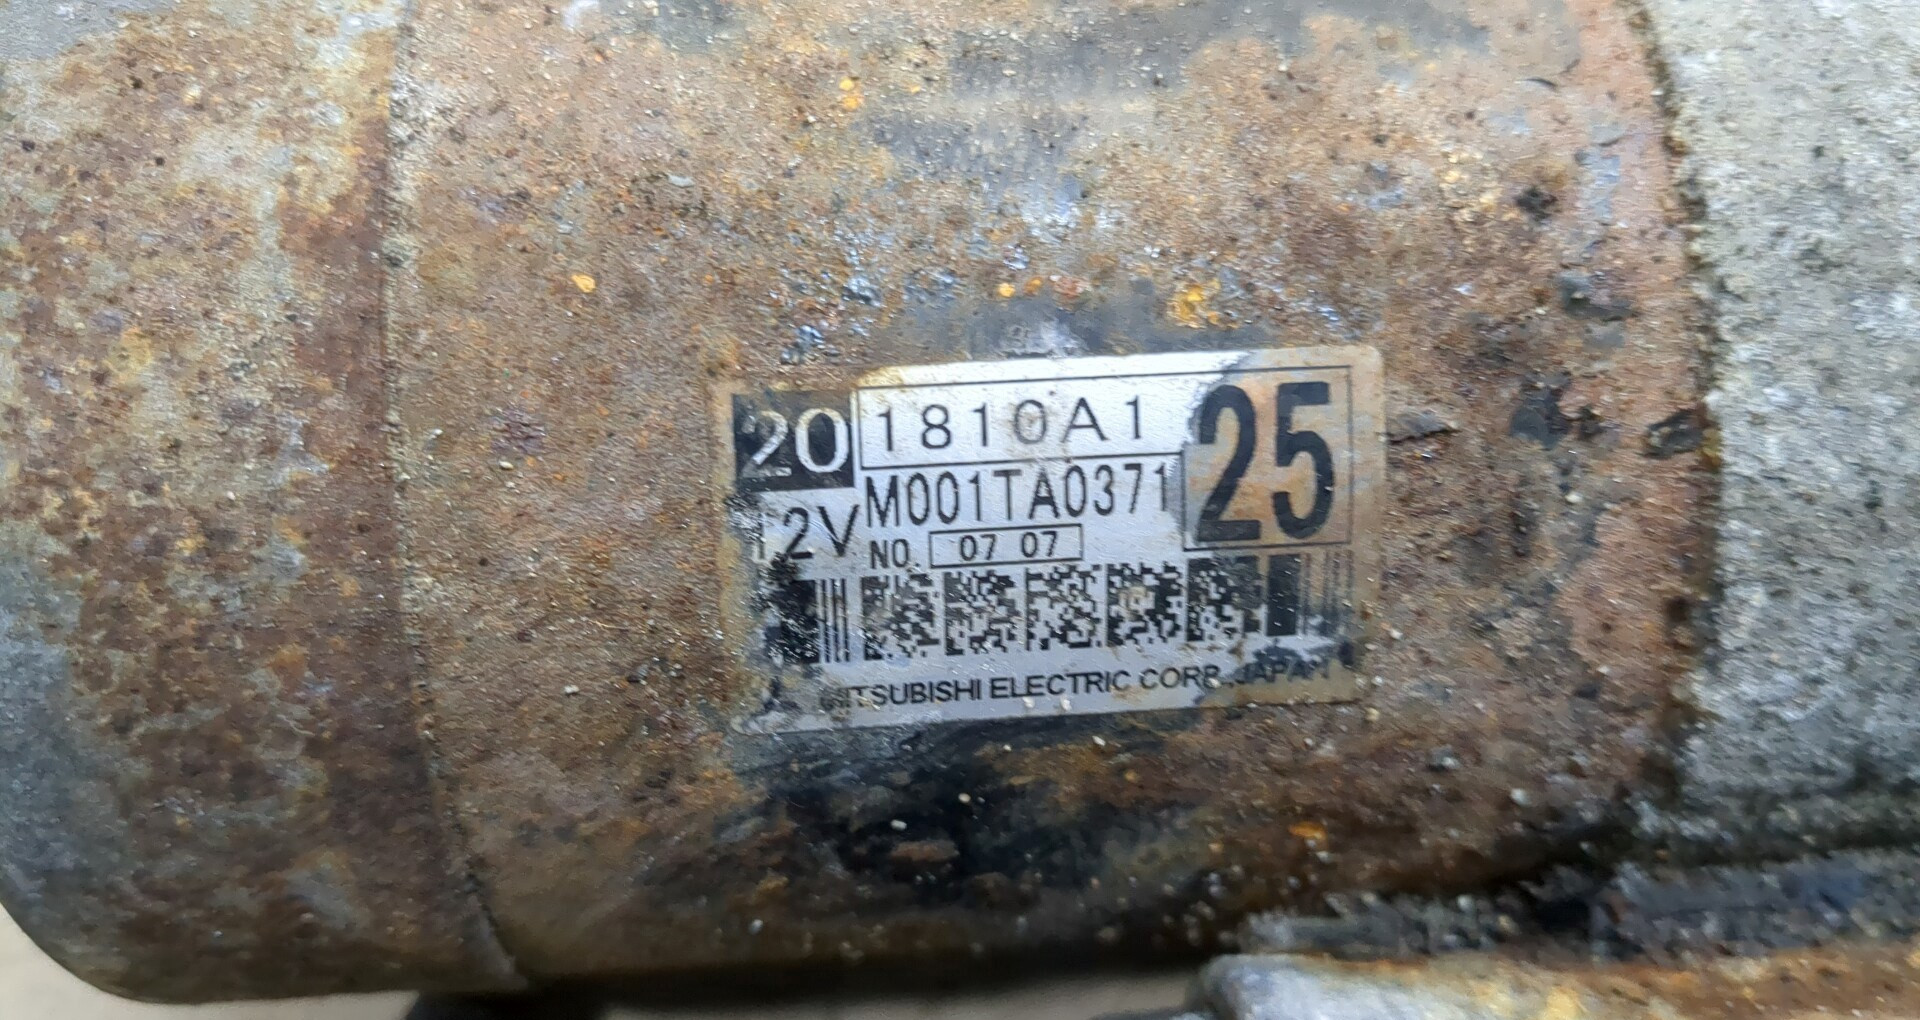 20 1810A1 25
12V M001TA0371
NO. 07 07
MITSUBISHI ELECTRIC CORP. JAPAN